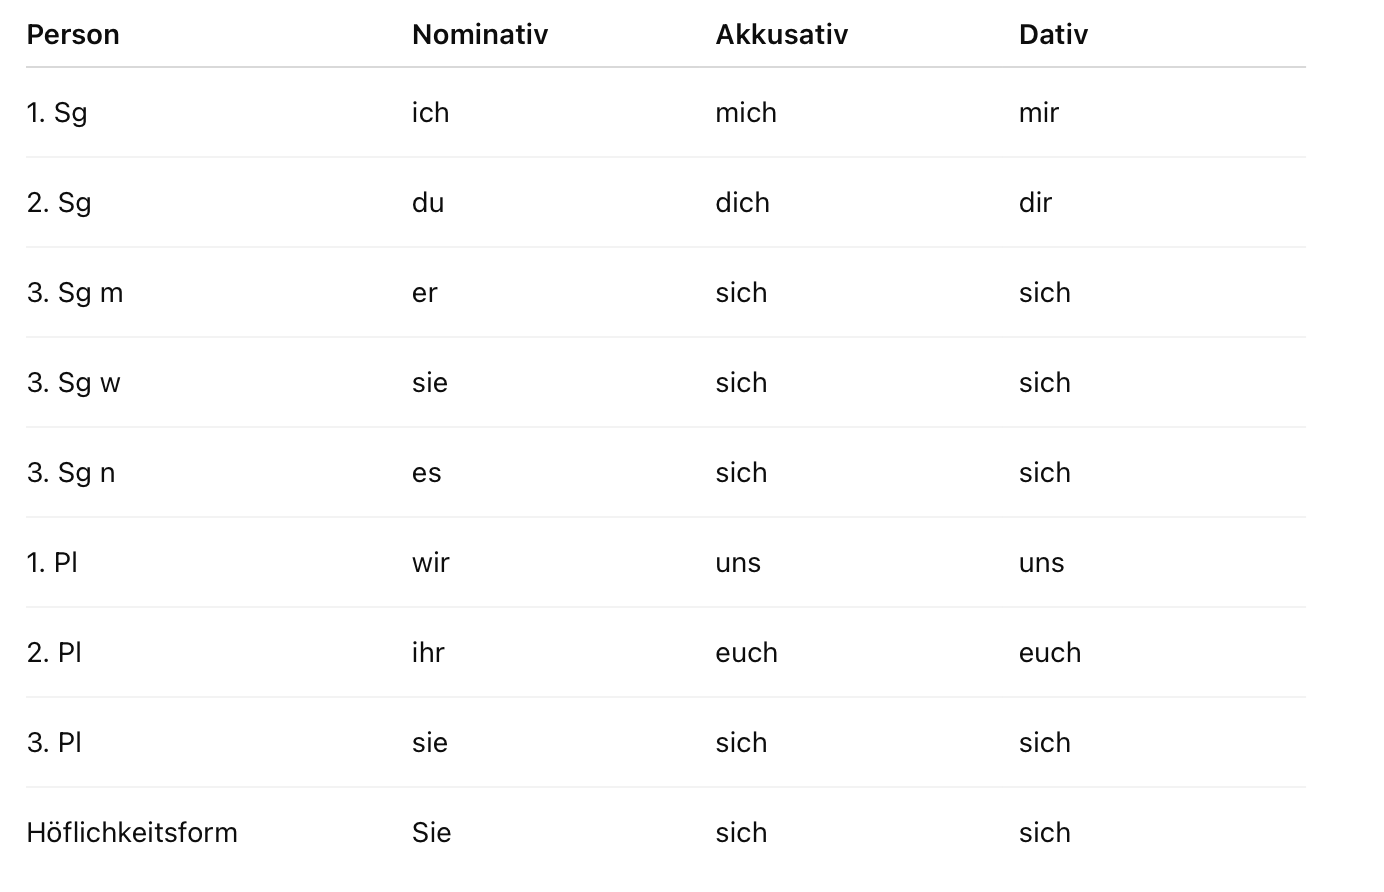 Person Nominativ Akkusativ Dativ
1. Sg ich mich mir
2. Sg du dich dir
3. Sg m er sich sich
3. Sg w sie sich sich
3. Sg n es sich sich
1. Pl wir uns uns
2. Pl ihr euch euch
3. Pl sie sich sich
Höflichkeitsform Sie sich sich